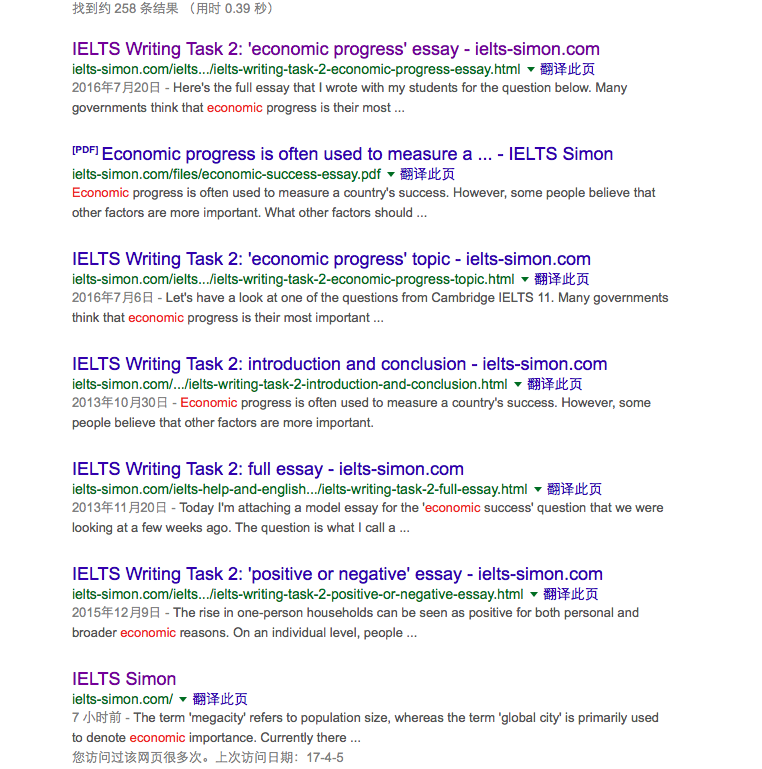 找到约 258 条结果 （用时 0.39 秒）
IELTS Writing Task 2: 'economic progress' essay - ielts-simon.com
ielts-simon.com/ielts.../ielts-writing-task-2-economic-progress-essay.html ▼ 翻译此页
2016年7月20日 - Here's the full essay that I wrote with my students for the question below. Many
governments think that economic progress is their most ...
[PDF] Economic progress is often used to measure a ... - IELTS Simon
ielts-simon.com/files/economic-success-essay.pdf ▼ 翻译此页
Economic progress is often used to measure a country's success. However, some people believe that
other factors are more important. What other factors should ...
IELTS Writing Task 2: 'economic progress' topic - ielts-simon.com
ielts-simon.com/ielts.../ielts-writing-task-2-economic-progress-topic.html ▼ 翻译此页
2016年7月6日 - Let's have a look at one of the questions from Cambridge IELTS 11. Many governments
think that economic progress is their most important ...
IELTS Writing Task 2: introduction and conclusion - ielts-simon.com
ielts-simon.com/.../ielts-writing-task-2-introduction-and-conclusion.html ▼ 翻译此页
2013年10月30日 - Economic progress is often used to measure a country's success. However, some
people believe that other factors are more important.
IELTS Writing Task 2: full essay - ielts-simon.com
ielts-simon.com/ielts-help-and-english.../ielts-writing-task-2-full-essay.html ▼ 翻译此页
2013年11月20日 - Today I'm attaching a model essay for the 'economic success' question that we were
looking at a few weeks ago. The question is what I call a ...
IELTS Writing Task 2: 'positive or negative' essay - ielts-simon.com
ielts-simon.com/ielts.../ielts-writing-task-2-positive-or-negative-essay.html ▼ 翻译此页
2015年12月9日 - The rise in one-person households can be seen as positive for both personal and
broader economic reasons. On an individual level, people ...
IELTS Simon
ielts-simon.com/ ▼ 翻译此页
7 小时前 - The term 'megacity' refers to population size, whereas the term 'global city' is primarily used
to denote economic importance. Currently there ...
您访问过该网页很多次。上次访问日期：17-4-5